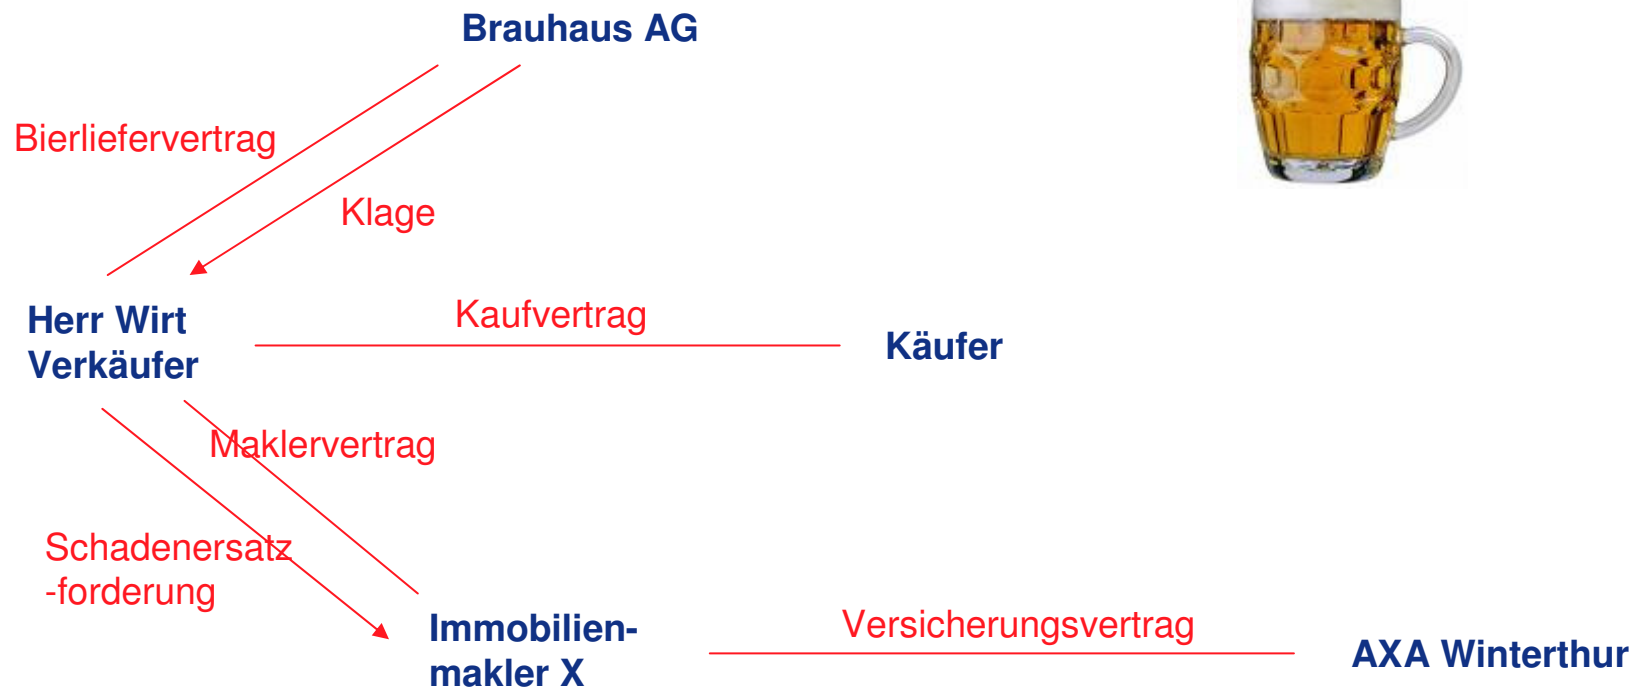 Brauhaus AG
Bierliefervertrag
Klage
Herr Wirt
Verkäufer
Kaufvertrag
Käufer
Maklervertrag
Schadenersatz
-forderung
Immobilien-
makler X
Versicherungsvertrag
AXA Winterthur